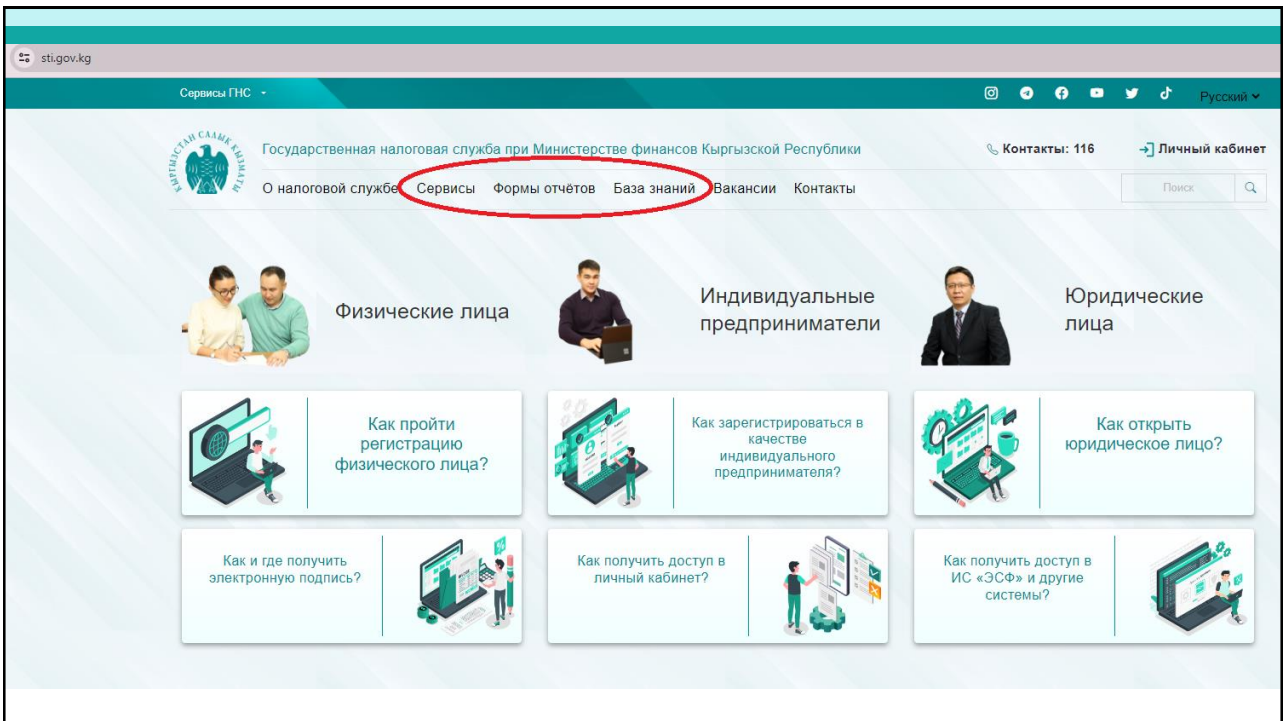 sti.gov.kg
Сервисы ГНС
Русский
КЫРГЫЗСТАН САЛЫК КЫЗМАТЫ
Государственная налоговая служба при Министерстве финансов Кыргызской Республики
Контакты: 116
Личный кабинет
О налоговой службе Сервисы Формы отчётов База знаний Вакансии Контакты
Поиск
Физические лица
Индивидуальные
предприниматели
Юридические
лица
Как пройти
регистрацию
физического лица?
Как зарегистрироваться в
качестве
индивидуального
предпринимателя?
Как открыть
юридическое лицо?
Как и где получить
электронную подпись?
Как получить доступ в
личный кабинет?
Как получить доступ в
ИС «ЭСФ» и другие
системы?